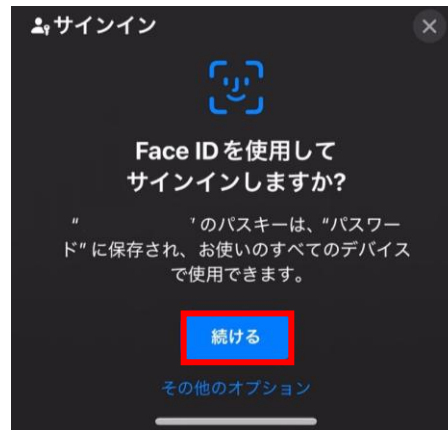 サインイン
Face IDを使用して
サインインしますか?
“ ”のパスキーは、“パスワー
ド”に保存され、お使いのすべてのデバイス
で使用できます。
続ける
その他のオプション